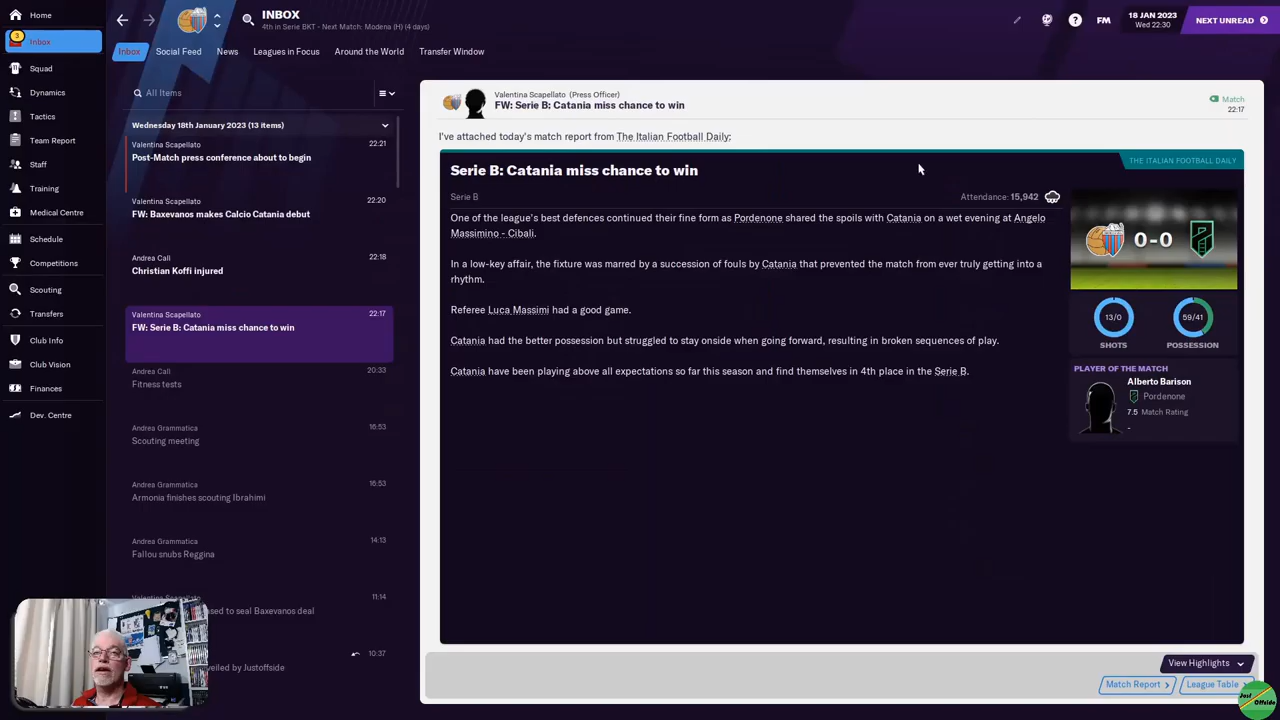 Home
3
Inbox
Squad
Dynamics
Tactics
Team Report
Staff
Training
Medical Centre
Schedule
Competitions
Scouting
Transfers
Club Info
Club Vision
Finances
Dev. Centre
INBOX
4th in Serie BKT - Next Match: Modena (H) (4 days)
?
FM
18 JAN 2023
Wed 22:30
NEXT UNREAD
Inbox
Social Feed
News
Leagues in Focus
Around the World
Transfer Window
All Items
Wednesday 18th January 2023 (13 items)
Valentina Scapellato 22:21
Post-Match press conference about to begin
Valentina Scapellato 22:20
FW: Baxevanos makes Calcio Catania debut
Andrea Calì 22:18
Christian Koffi injured
Valentina Scapellato 22:17
FW: Serie B: Catania miss chance to win
Andrea Calì 20:33
Fitness tests
Andrea Grammatica 16:53
Scouting meeting
Andrea Grammatica 16:53
Armonia finishes scouting Ibrahimi
Andrea Grammatica 14:13
Fallou snubs Reggina
11:14
to seal Baxevanos deal
10:37
by Justoffside
Valentina Scapellato (Press Officer)
FW: Serie B: Catania miss chance to win
Match
22:17
I've attached today's match report from The Italian Football Daily:
THE ITALIAN FOOTBALL DAILY
Serie B: Catania miss chance to win
Serie B
Attendance: 15,942
One of the league's best defences continued their fine form as Pordenone shared the spoils with Catania on a wet evening at Angelo
Massimino - Cibali.
In a low-key affair, the fixture was marred by a succession of fouls by Catania that prevented the match from ever truly getting into a
rhythm.
Referee Luca Massimi had a good game.
Catania had the better possession but struggled to stay onside when going forward, resulting in broken sequences of play.
Catania have been playing above all expectations so far this season and find themselves in 4th place in the Serie B.
0-0
13/0
59/41
SHOTS
POSSESSION
PLAYER OF THE MATCH
Alberto Barison
Pordenone
7.5 Match Rating
-
View Highlights
Match Report
League Table
Just
Offside